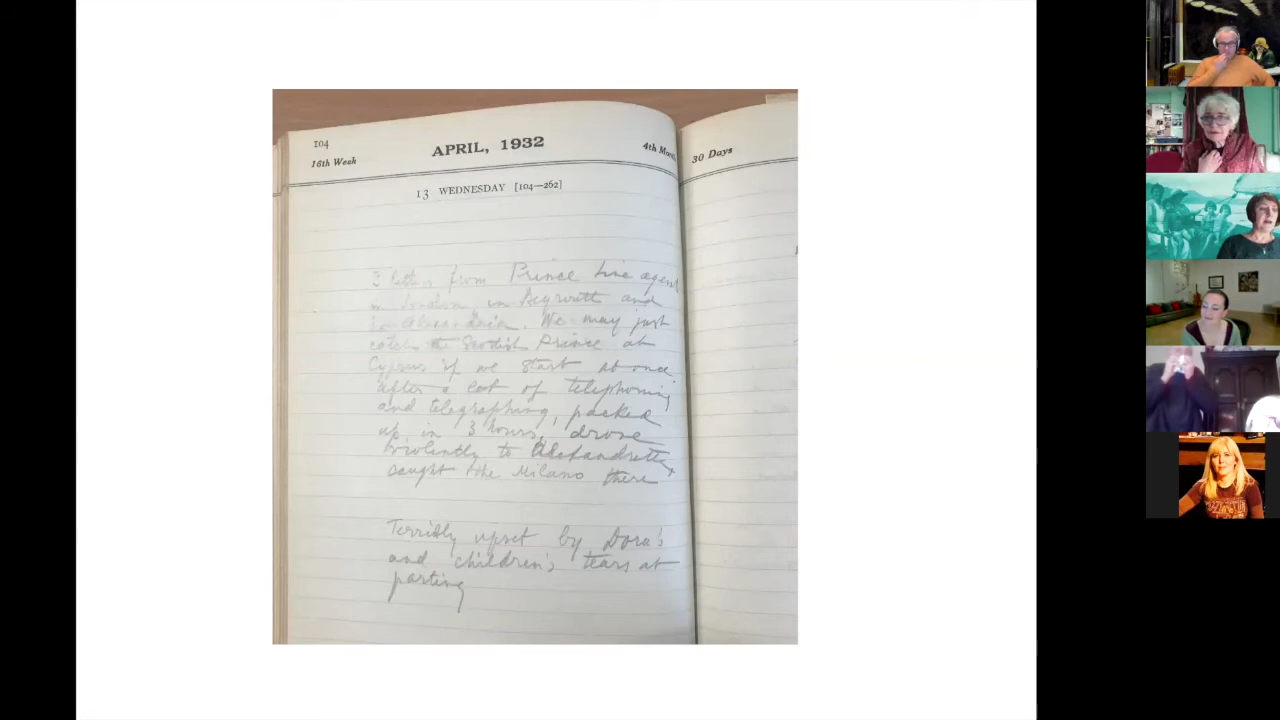 104
16th Week
APRIL, 1932
4th Mont
30 Days
13 WEDNESDAY [104—262]
3 letters from Prince Line agent
in London, in Beyrouth and
in Alexandria. We may just
catch the Scottish Prince at
Cyprus if we start at once
after a lot of telephoning
and telegraphing, packed
up in 3 hours, drove
violently to Alexandretta
caught the Milano there
Terribly upset by Dora's
and children's tears at
parting